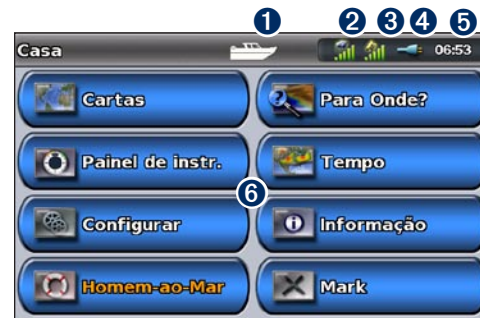 1 2 3 4 5
Casa 06:53
Cartas Para Onde?
Painel de instr. Tempo
6
Configurar Informação
Homem-ao-Mar Mark